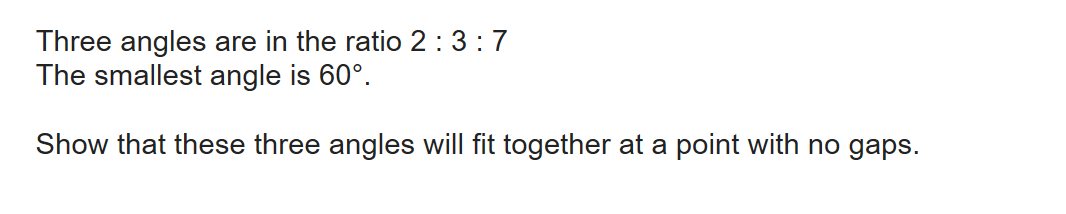 Three angles are in the ratio 2 : 3 : 7
The smallest angle is 60°.
Show that these three angles will fit together at a point with no gaps.